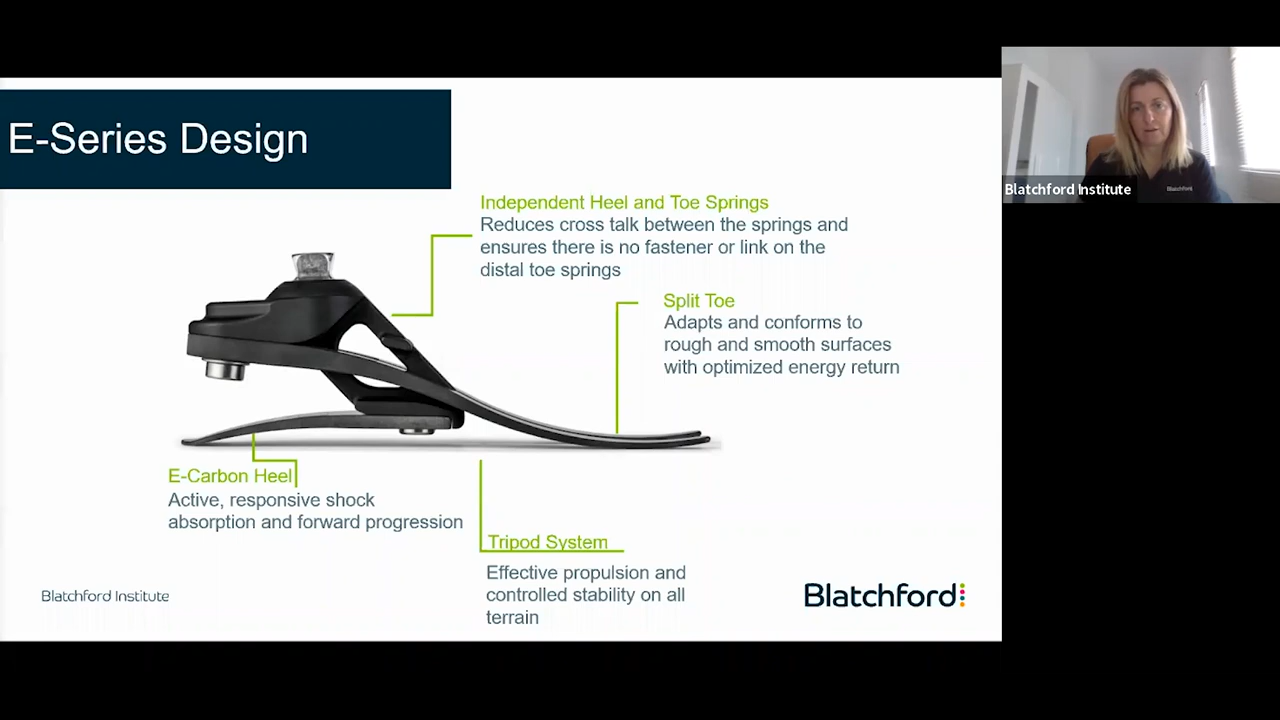 E-Series Design
Independent Heel and Toe Springs
Reduces cross talk between the springs and
ensures there is no fastener or link on the
distal toe springs
Split Toe
Adapts and conforms to
rough and smooth surfaces
with optimized energy return
E-Carbon Heel
Active, responsive shock
absorption and forward progression
Tripod System
Effective propulsion and
controlled stability on all
terrain
Blatchford Institute
Blatchford
Blatchford Institute
Blatchford